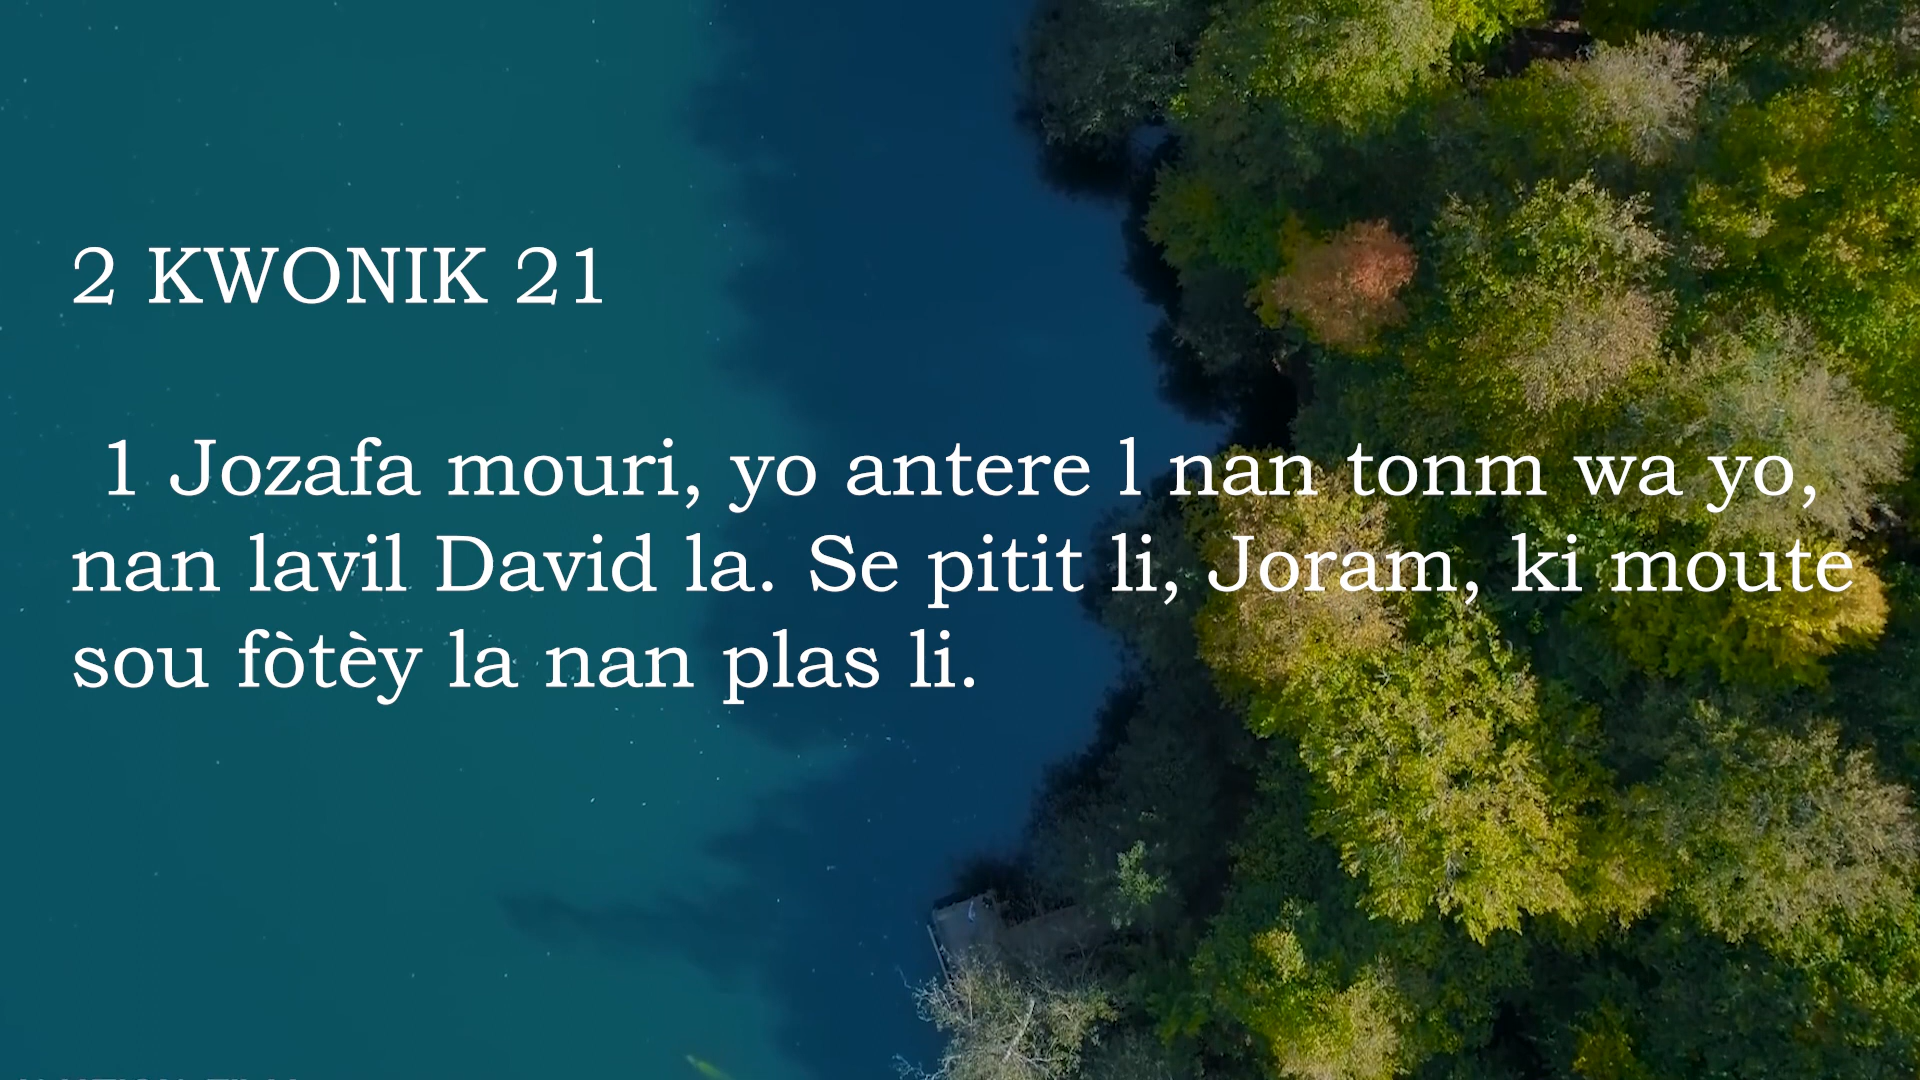 2 KWONIK 21
1 Jozafa mouri, yo antere l nan tonm wa yo,
nan lavil David la. Se pitit li, Joram, ki moute
sou fòtèy la nan plas li.